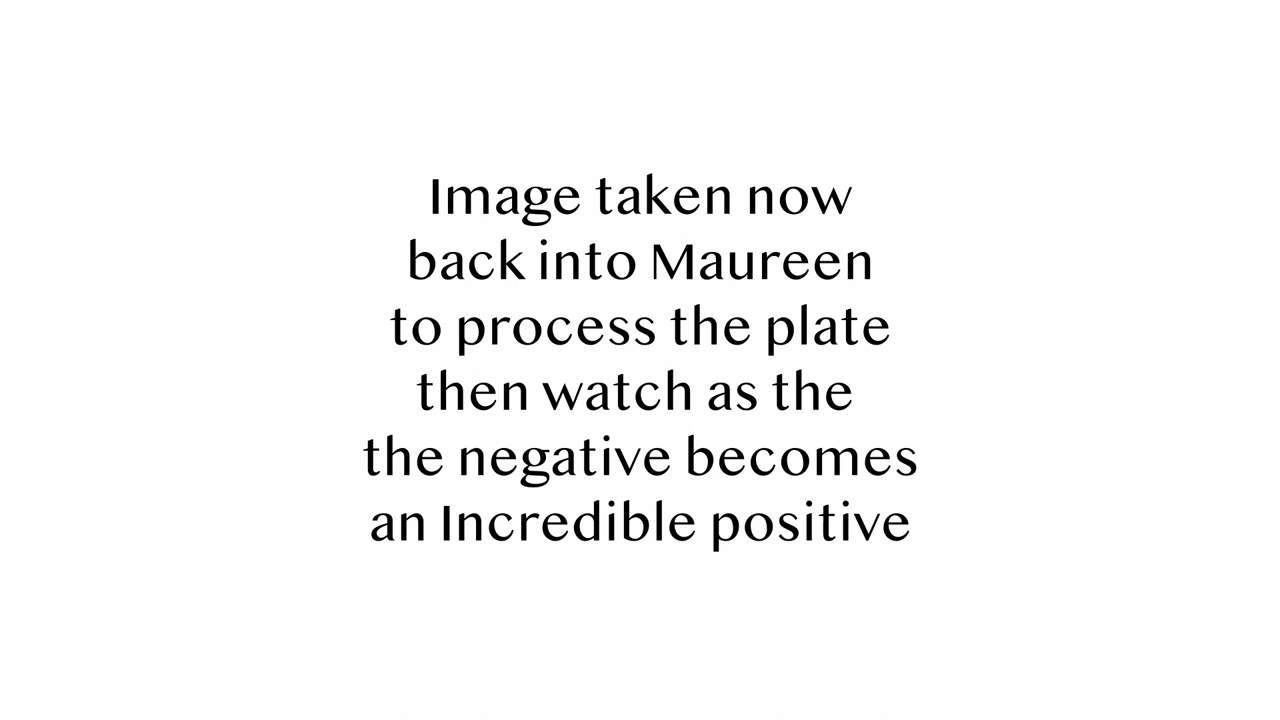 Image taken now
back into Maureen
to process the plate
then watch as the
the negative becomes
an Incredible positive